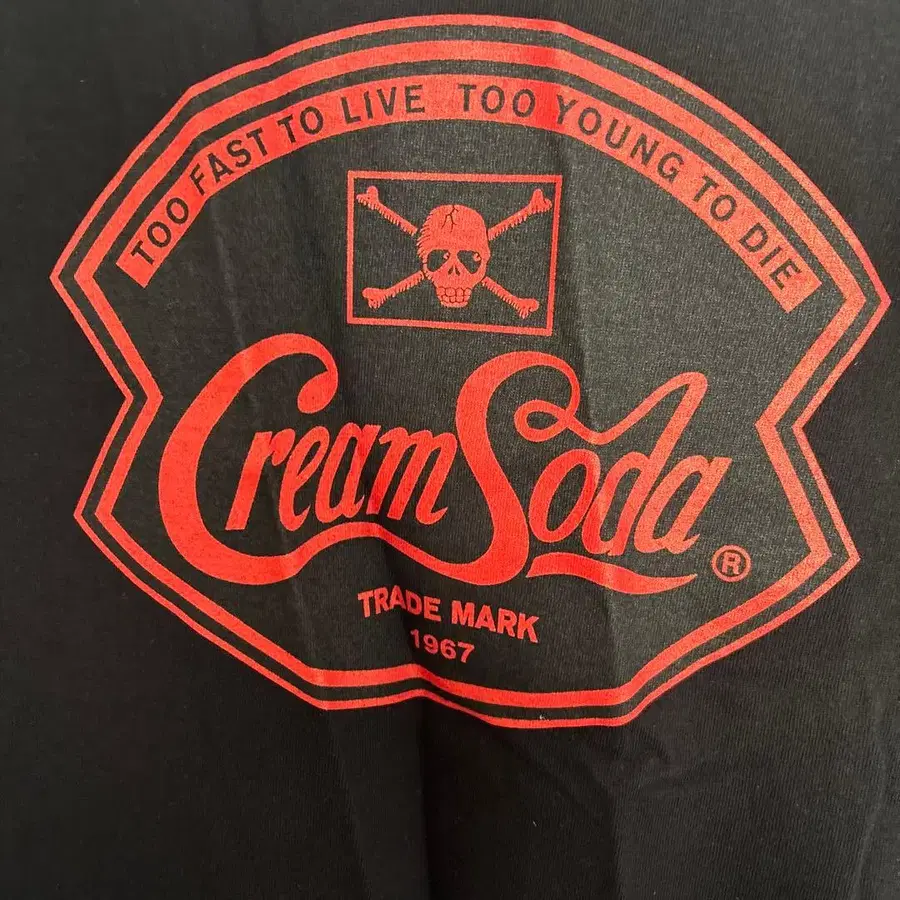 TOO FAST TO LIVE TOO YOUNG TO DIE
Cream Soda ®
TRADE MARK
1967